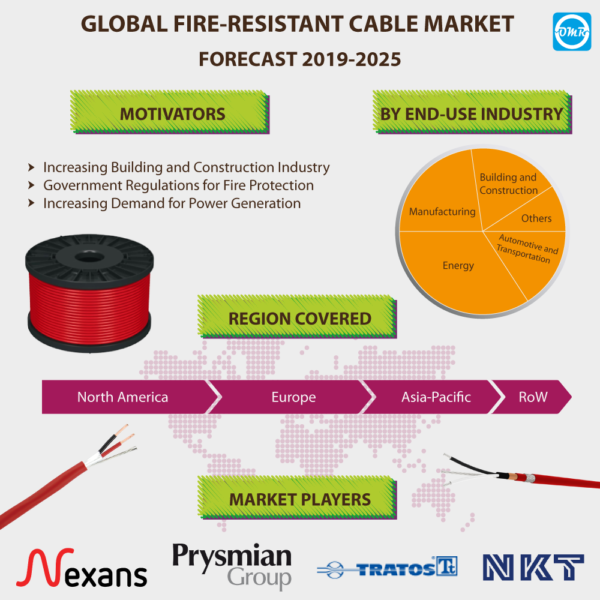 GLOBAL FIRE-RESISTANT CABLE MARKET
FORECAST 2019-2025
OMR
MOTIVATORS
Increasing Building and Construction Industry
Government Regulations for Fire Protection
Increasing Demand for Power Generation
BY END-USE INDUSTRY
Building and
Construction
Manufacturing
Others
Automotive and
Transportation
Energy
REGION COVERED
North America
Europe
Asia-Pacific
RoW
MARKET PLAYERS
Nexans
Prysmian
Group
TRATOS Tt
NKT